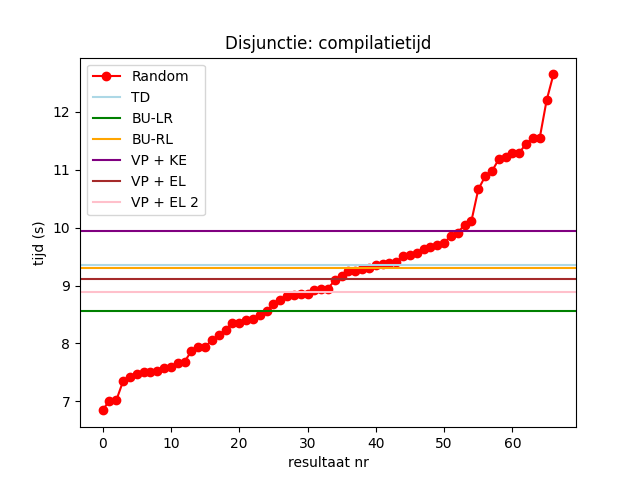 Disjunctie: compilatietijd
Random
TD
BU-LR
BU-RL
VP + KE
VP + EL
VP + EL 2
tijd (s)
12
11
10
9
8
7
0 10 20 30 40 50 60
resultaat nr